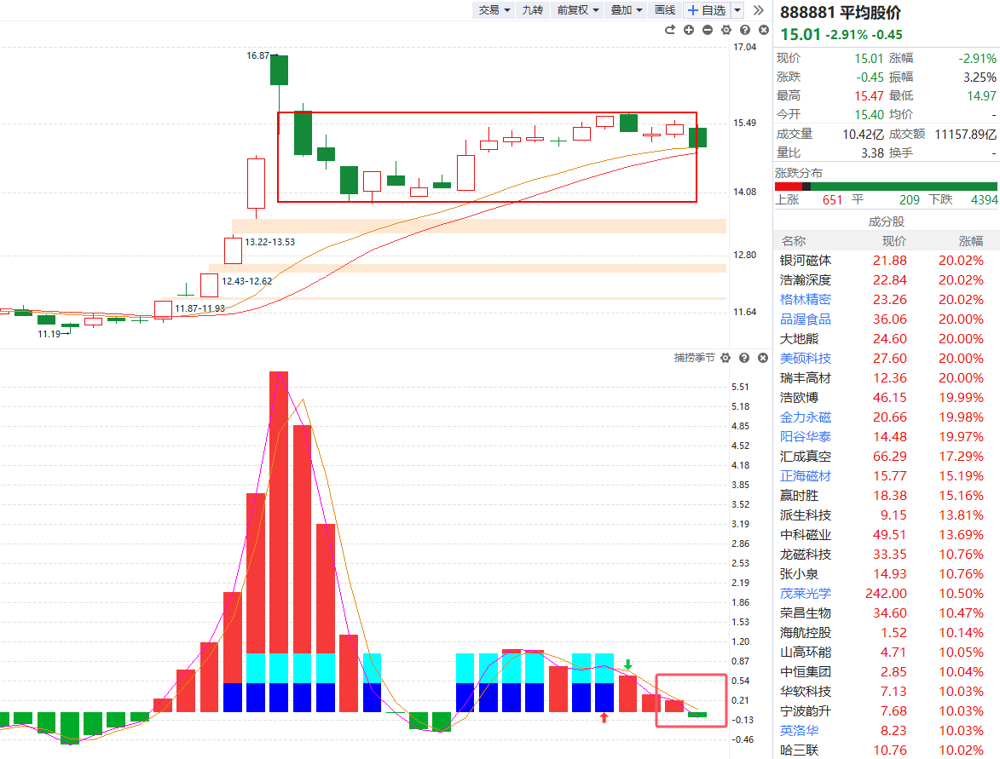 交易 九转 前复权 叠加 画线 自选
888881 平均股价
15.01 -2.91% -0.45
现价 15.01 涨幅 -2.91%
涨跌 -0.45 振幅 3.25%
最高 15.47 最低 14.97
今开 15.40 均价 -
成交量 10.42亿 成交额 11157.89亿
量比 3.38 换手 -
涨跌分布
上涨 651 平 209 下跌 4394
成分股
名称 现价 涨幅
银河磁体 21.88 20.02%
浩瀚深度 22.84 20.02%
格林精密 23.26 20.02%
品渥食品 36.06 20.00%
大地熊 24.60 20.00%
美硕科技 27.60 20.00%
瑞丰高材 12.36 20.00%
浩欧博 46.15 19.99%
金力永磁 20.66 19.98%
阳谷华泰 14.48 19.97%
汇成真空 66.29 17.29%
正海磁材 15.77 15.19%
赢时胜 18.38 15.16%
派生科技 9.15 13.81%
中科磁业 49.51 13.69%
龙磁科技 33.35 10.76%
张小泉 14.93 10.76%
茂莱光学 242.00 10.50%
荣昌生物 34.60 10.47%
海航控股 1.52 10.14%
山高环能 4.71 10.05%
中恒集团 2.85 10.04%
华软科技 7.13 10.03%
宁波韵升 7.68 10.03%
英洛华 8.23 10.03%
哈三联 10.76 10.02%
17.04
16.87
15.49
14.08
13.22-13.53
12.80
12.43-12.62
11.87-11.93
11.64
11.19
捕捞季节
5.51
5.18
4.85
4.52
4.18
3.85
3.52
3.19
2.86
2.53
2.19
1.86
1.53
1.20
0.87
0.54
0.21
-0.13
-0.46